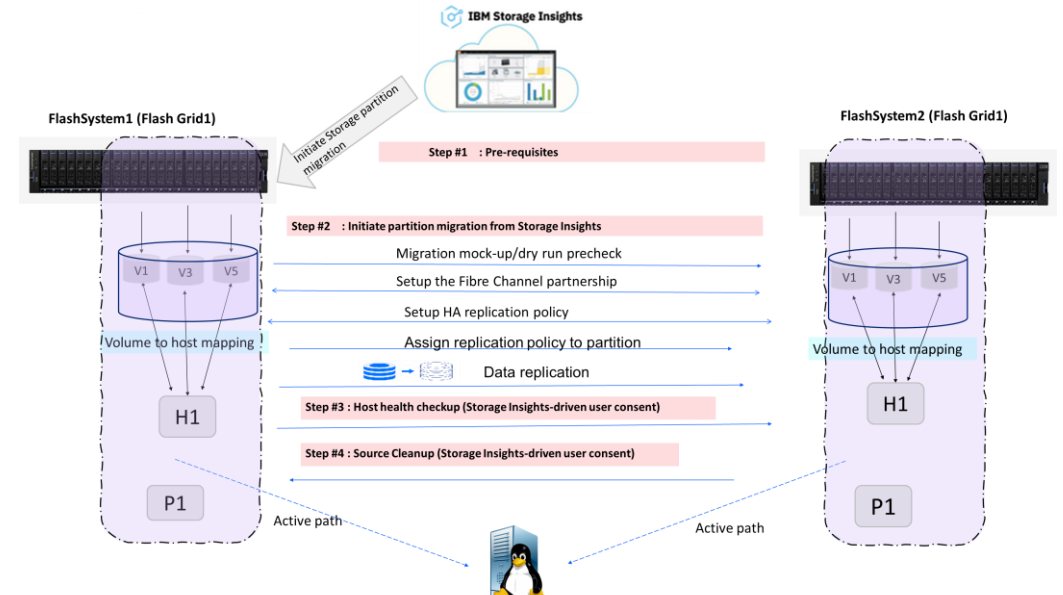 IBM Storage Insights
FlashSystem1 (Flash Grid1)
FlashSystem2 (Flash Grid1)
Initiate Storage partition
migration
Step #1 : Pre-requisites
Step #2 : Initiate partition migration from Storage Insights
Migration mock-up/dry run precheck
Setup the Fibre Channel partnership
Setup HA replication policy
Assign replication policy to partition
Data replication
Step #3 : Host health checkup (Storage Insights-driven user consent)
Step #4 : Source Cleanup (Storage Insights-driven user consent)
V1 V3 V5
Volume to host mapping
H1
P1
Active path
V1 V3 V5
Volume to host mapping
H1
P1
Active path